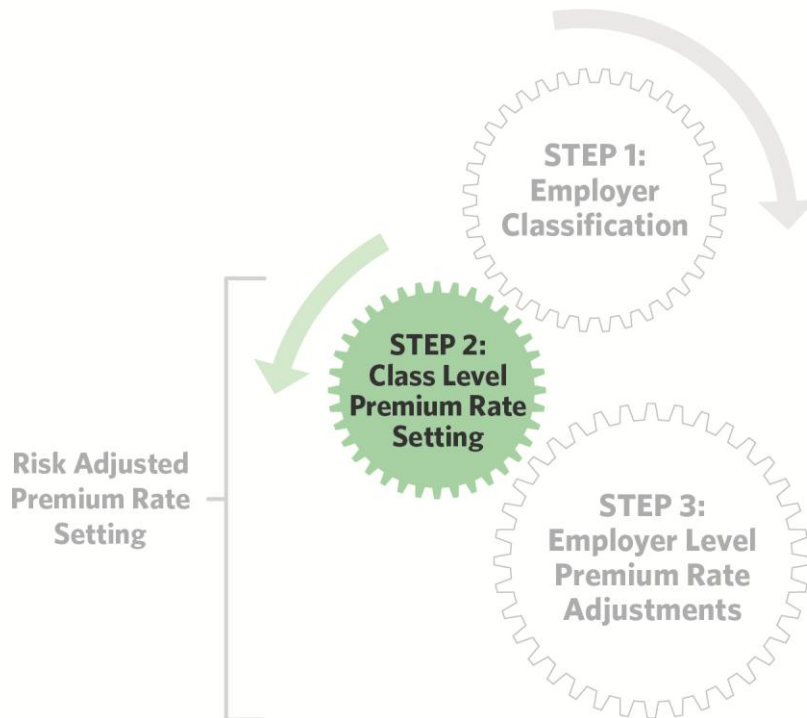 STEP 1:
Employer
Classification
STEP 2:
Class Level
Premium Rate
Setting
Risk Adjusted
Premium Rate
Setting
STEP 3:
Employer Level
Premium Rate
Adjustments